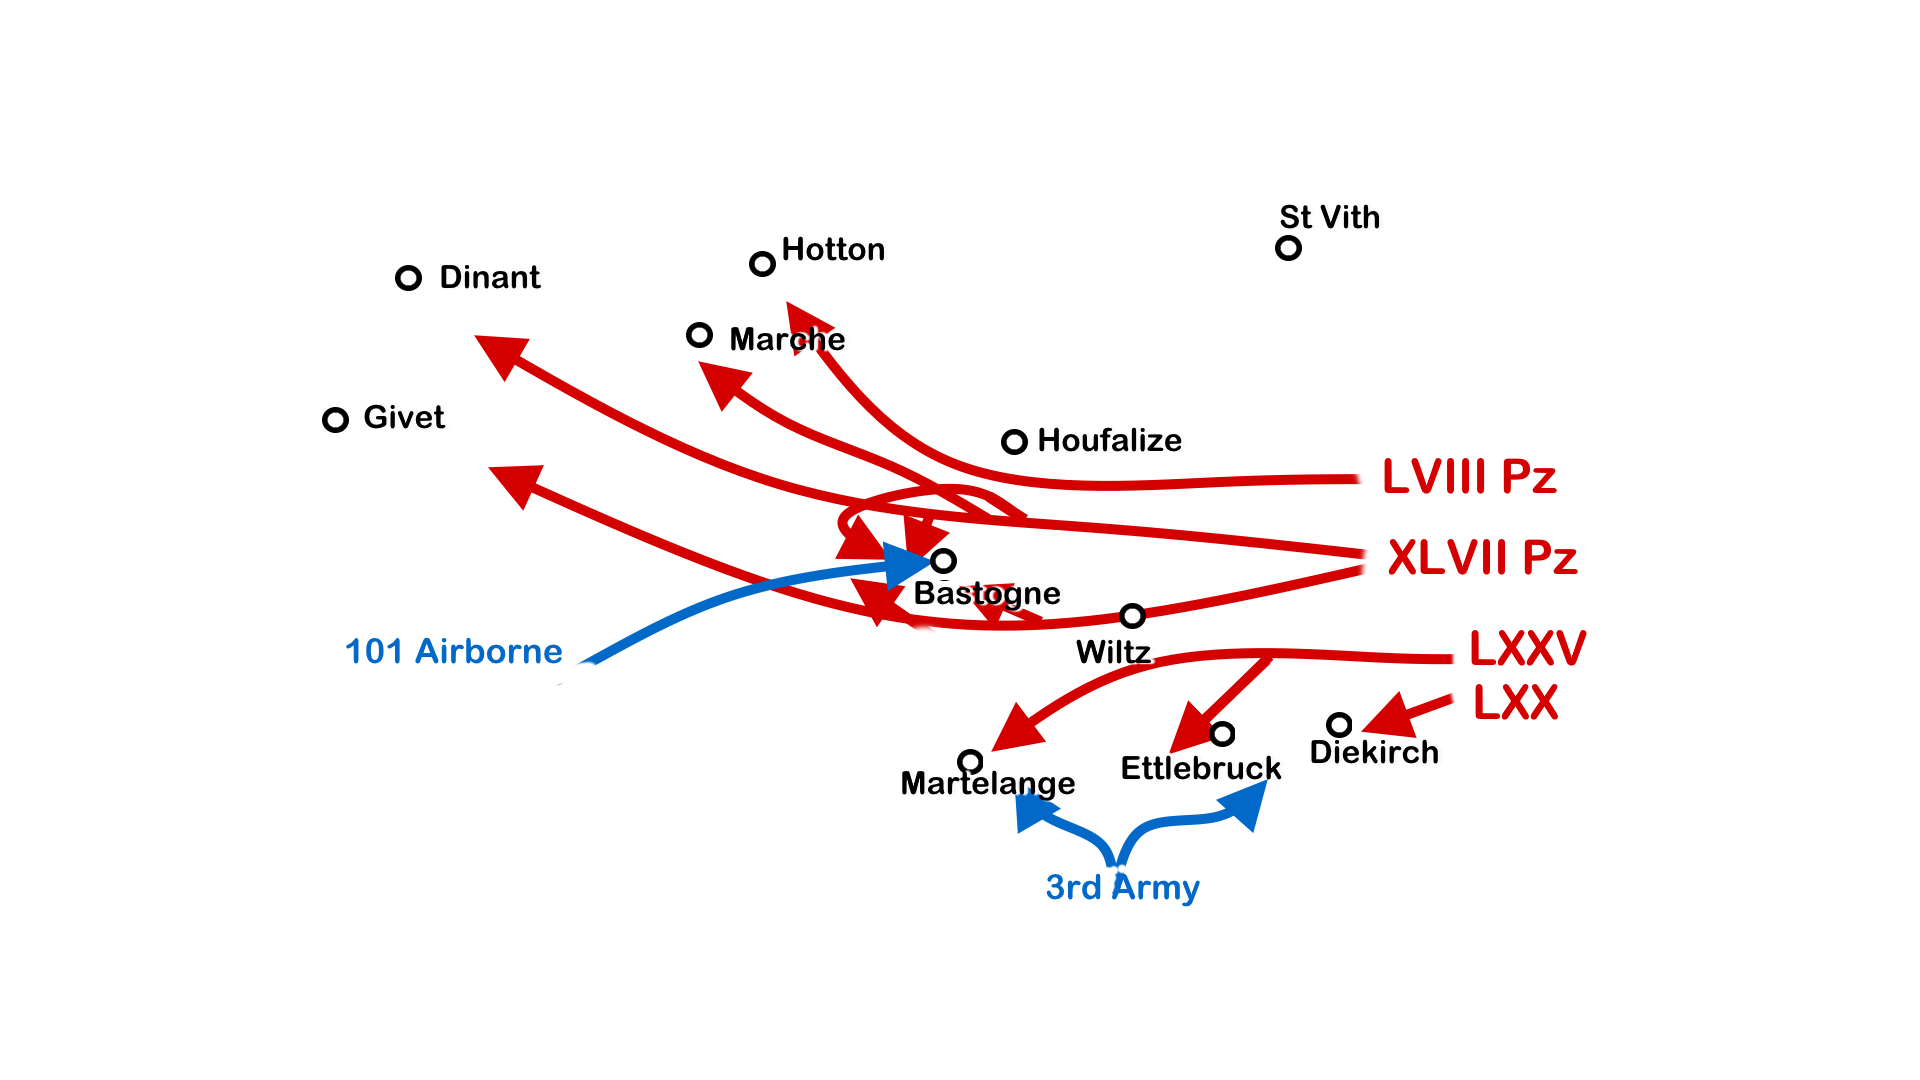 St Vith
Hotton
Dinant
Marche
Givet
Houfalize
LVIII Pz
XLVII Pz
Bastogne
101 Airborne
Wiltz
LXXV
LXX
Diekirch
Ettlebruck
Martelange
3rd Army